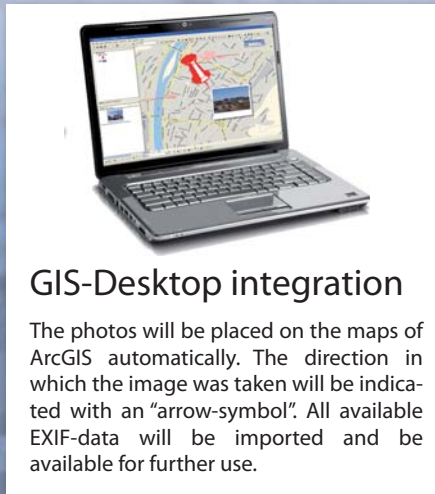 GIS-Desktop integration
The photos will be placed on the maps of
ArcGIS automatically. The direction in
which the image was taken will be indica-
ted with an “arrow-symbol”. All available
EXIF-data will be imported and be
available for further use.